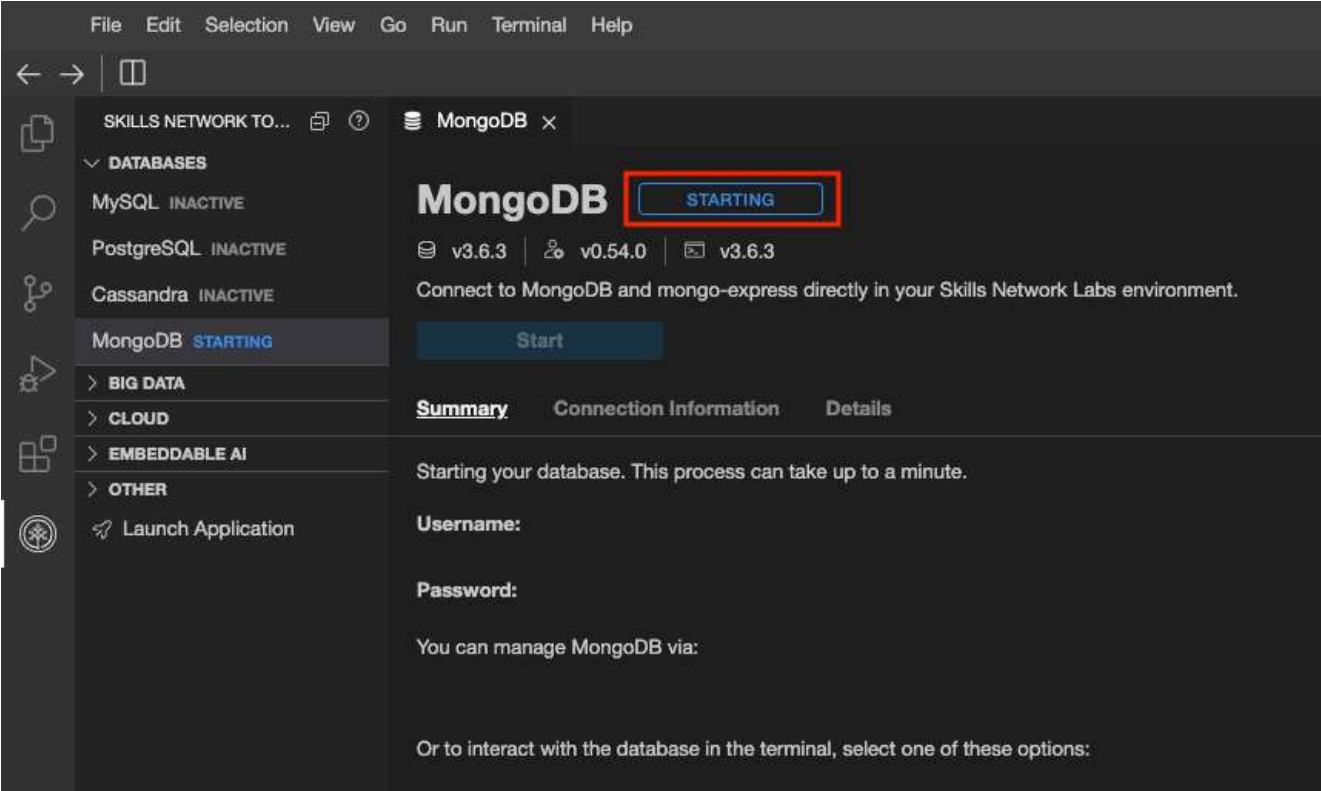 File Edit Selection View Go Run Terminal Help
SKILLS NETWORK TO...
MongoDB
DATABASES
MySQL INACTIVE
PostgreSQL INACTIVE
Cassandra INACTIVE
MongoDB STARTING
BIG DATA
CLOUD
EMBEDDABLE AI
OTHER
Launch Application
MongoDB STARTING
v3.6.3 v0.54.0 v3.6.3
Connect to MongoDB and mongo-express directly in your Skills Network Labs environment.
Start
Summary Connection Information Details
Starting your database. This process can take up to a minute.
Username:
Password:
You can manage MongoDB via:
Or to interact with the database in the terminal, select one of these options: